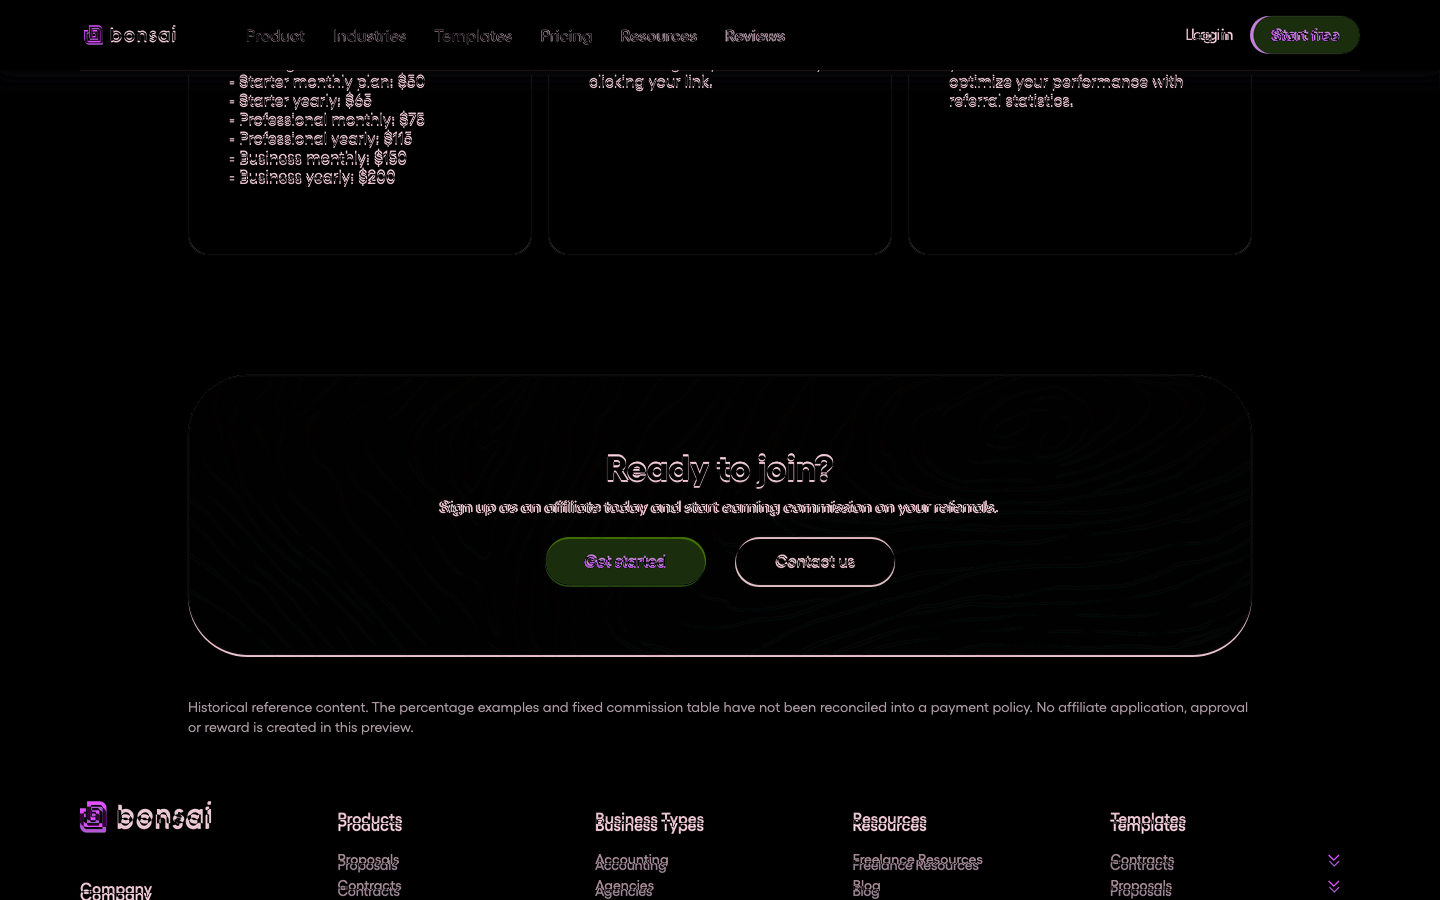 bonsai Product Industries Templates Pricing Resources Reviews Log in Start free
- Starter monthly plan: $50
- Starter yearly: $65
- Professional monthly: $75
- Professional yearly: $115
- Business monthly: $150
- Business yearly: $200
clicking your link.
optimize your performance with
referral statistics.
Ready to join?
Sign up as an affiliate today and start earning commission on your referrals.
Get started Contact us
Historical reference content. The percentage examples and fixed commission table have not been reconciled into a payment policy. No affiliate application, approval
or reward is created in this preview.
bonsai
Company
Products
Proposals
Contracts
Business Types
Accounting
Agencies
Resources
Freelance Resources
Blog
Templates
Contracts
Proposals